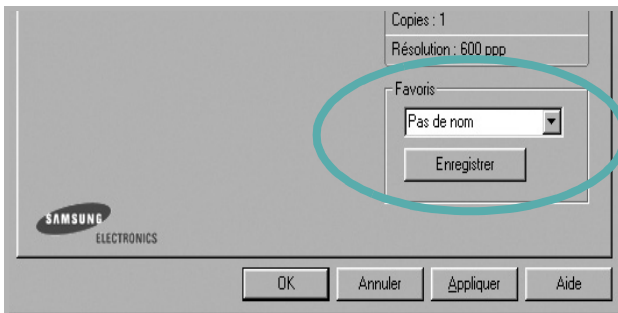 Copies : 1
Résolution : 600 ppp
Favoris
Pas de nom
Enregistrer
SAMSUNG
ELECTRONICS
OK Annuler Appliquer Aide